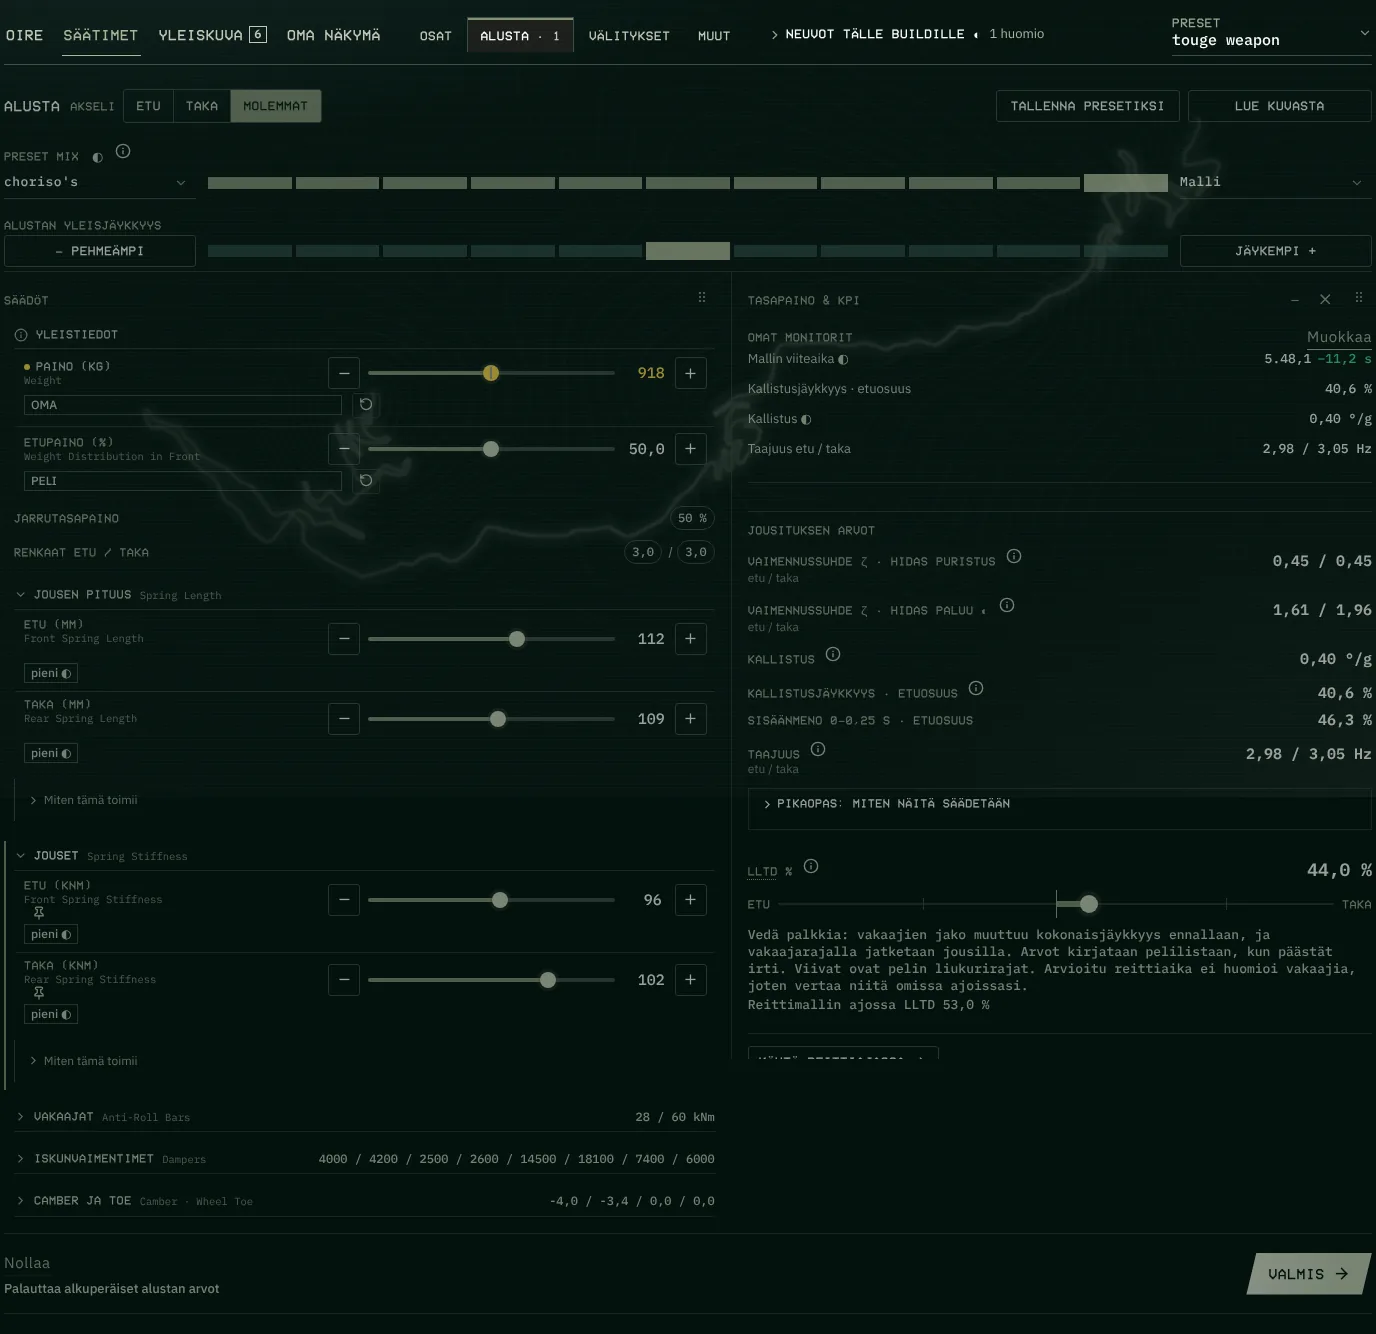 OIRE SÄÄTIMET YLEISKUVA 6 OMA NÄKYMÄ OSAT ALUSTA · 1 VÄLITYKSET MUUT NEUVOT TÄLLE BUILDILLE 1 huomio
PRESET
touge weapon
ALUSTA AKSELI ETU TAKA MOLEMMAT TALLENNA PRESETIKSI LUE KUVASTA
PRESET MIX
choriso's Malli
ALUSTAN YLEISJÄYKKYYS
– PEHMEÄMPI JÄYKEMPI +
SÄÄDÖT
YLEISTIEDOT
PAINO (KG)
Weight
918
OMA
ETUPAINO (%)
Weight Distribution in Front
50,0
PELI
JARRUTASAPAINO 50 %
RENKAAT ETU / TAKA 3,0 / 3,0
JOUSEN PITUUS Spring Length
ETU (MM)
Front Spring Length
112
pieni
TAKA (MM)
Rear Spring Length
109
pieni
Miten tämä toimii
JOUSET Spring Stiffness
ETU (KNM)
Front Spring Stiffness
96
pieni
TAKA (KNM)
Rear Spring Stiffness
102
pieni
Miten tämä toimii
VAKAAJAT Anti-Roll Bars 28 / 60 kNm
ISKUNVAIMENTIMET Dampers 4000 / 4200 / 2500 / 2600 / 14500 / 18100 / 7400 / 6000
CAMBER JA TOE Camber · Wheel Toe -4,0 / -3,4 / 0,0 / 0,0
TASAPAINO & KPI
OMAT MONITORIT Muokkaa
Mallin viiteaika 5.48,1 −11,2 s
Kallistusjäykkyys · etuosuus 40,6 %
Kallistus 0,40 °/g
Taajuus etu / taka 2,98 / 3,05 Hz
JOUSITUKSEN ARVOT
VAIMENNUSSUHDE ζ · HIDAS PURISTUS 0,45 / 0,45
etu / taka
VAIMENNUSSUHDE ζ · HIDAS PALUU 1,61 / 1,96
etu / taka
KALLISTUS 0,40 °/g
KALLISTUSJÄYKKYYS · ETUOSUUS 40,6 %
SISÄÄNMENO 0–0,25 S · ETUOSUUS 46,3 %
TAAJUUS 2,98 / 3,05 Hz
etu / taka
PIKAOPAS: MITEN NÄITÄ SÄÄDETÄÄN
LLTD % 44,0 %
ETU TAKA
Vedä palkkia: vakaajien jako muuttuu kokonaisjäykkyys ennallaan, ja
vakaajarajalla jatketaan jousilla. Arvot kirjataan pelilistaan, kun päästät
irti. Viivat ovat pelin liukurirajat. Arvioitu reittiaika ei huomioi vakaajia,
joten vertaa niitä omissa ajoissasi.
Reittimallin ajossa LLTD 53,0 %
Nollaa
Palauttaa alkuperäiset alustan arvot
VALMIS →